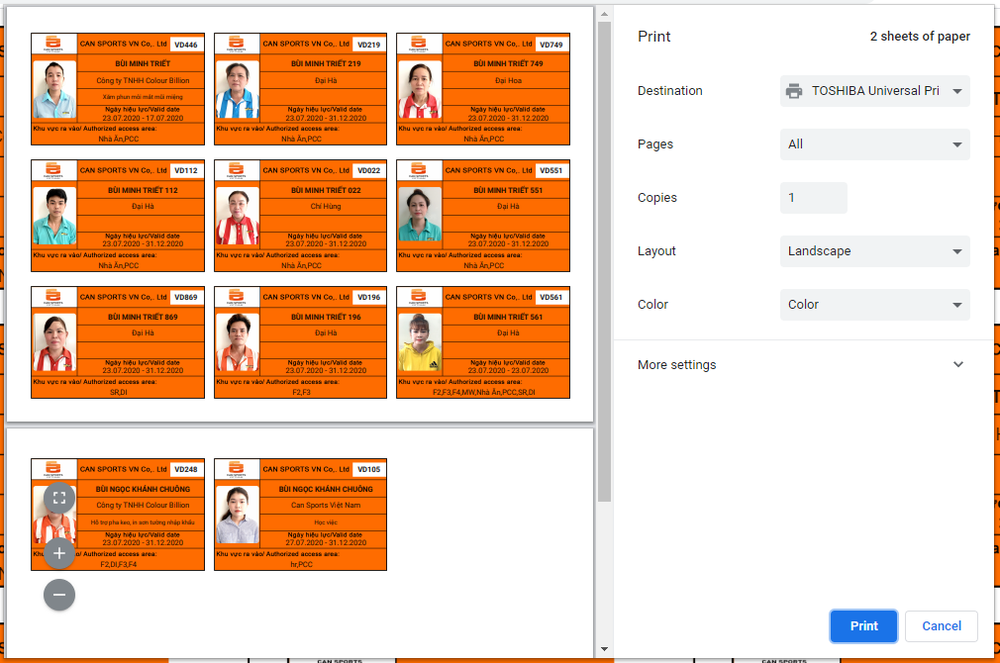 CAN SPORTS VN Co,. Ltd VD446
BÙI MINH TRIẾT
Công ty TNHH Colour Billion
Xám phun mối mát mũi miệng
Ngày hiệu lực/Valid date
23.07.2020 - 17.07.2020
Khu vực ra vào/ Authorized access area:
Nhà Ăn,PCC
CAN SPORTS VN Co,. Ltd VD219
BÙI MINH TRIẾT 219
Đại Hà
Ngày hiệu lực/Valid date
23.07.2020 - 31.12.2020
Khu vực ra vào/ Authorized access area:
Nhà Ăn,PCC
CAN SPORTS VN Co,. Ltd VD749
BÙI MINH TRIẾT 749
Đại Hoa
Ngày hiệu lực/Valid date
23.07.2020 - 31.12.2020
Khu vực ra vào/ Authorized access area:
Nhà Ăn,PCC
CAN SPORTS VN Co,. Ltd VD112
BÙI MINH TRIẾT 112
Đại Hà
Ngày hiệu lực/Valid date
23.07.2020 - 31.12.2020
Khu vực ra vào/ Authorized access area:
Nhà Ăn,PCC
CAN SPORTS VN Co,. Ltd VD022
BÙI MINH TRIẾT 022
Chí Hùng
Ngày hiệu lực/Valid date
23.07.2020 - 31.12.2020
Khu vực ra vào/ Authorized access area:
Nhà Ăn,PCC
CAN SPORTS VN Co,. Ltd VD551
BÙI MINH TRIẾT 551
Đại Hà
Ngày hiệu lực/Valid date
23.07.2020 - 31.12.2020
Khu vực ra vào/ Authorized access area:
Nhà Ăn,PCC
CAN SPORTS VN Co,. Ltd VD869
BÙI MINH TRIẾT 869
Đại Hà
Ngày hiệu lực/Valid date
23.07.2020 - 31.12.2020
Khu vực ra vào/ Authorized access area:
SR,DI
CAN SPORTS VN Co,. Ltd VD196
BÙI MINH TRIẾT 196
Đại Hà
Ngày hiệu lực/Valid date
23.07.2020 - 31.12.2020
Khu vực ra vào/ Authorized access area:
F2,F3
CAN SPORTS VN Co,. Ltd VD561
BÙI MINH TRIẾT 561
Đại Hà
Ngày hiệu lực/Valid date
23.07.2020 - 23.07.2020
Khu vực ra vào/ Authorized access area:
F2,F3,F4,MW,Nhà Ăn,PCC,SR,DI
CAN SPORTS VN Co,. Ltd VD248
BÙI NGỌC KHÁNH CHUÔNG
Công ty TNHH Colour Billion
Hỗ trợ pha keo, in sơn tường nhập khẩu
Ngày hiệu lực/Valid date
23.07.2020 - 31.12.2020
Khu vực ra vào/ Authorized access area:
F2,DI,F3,F4
CAN SPORTS VN Co,. Ltd VD105
BÙI NGỌC KHÁNH CHUÔNG
Can Sports Việt Nam
Học việc
Ngày hiệu lực/Valid date
27.07.2020 - 31.12.2020
Khu vực ra vào/ Authorized access area:
hr,PCC
Print 2 sheets of paper
Destination TOSHIBA Universal Pri
Pages All
Copies 1
Layout Landscape
Color Color
More settings
Print Cancel
CAN SPORTS CAN SPORTS